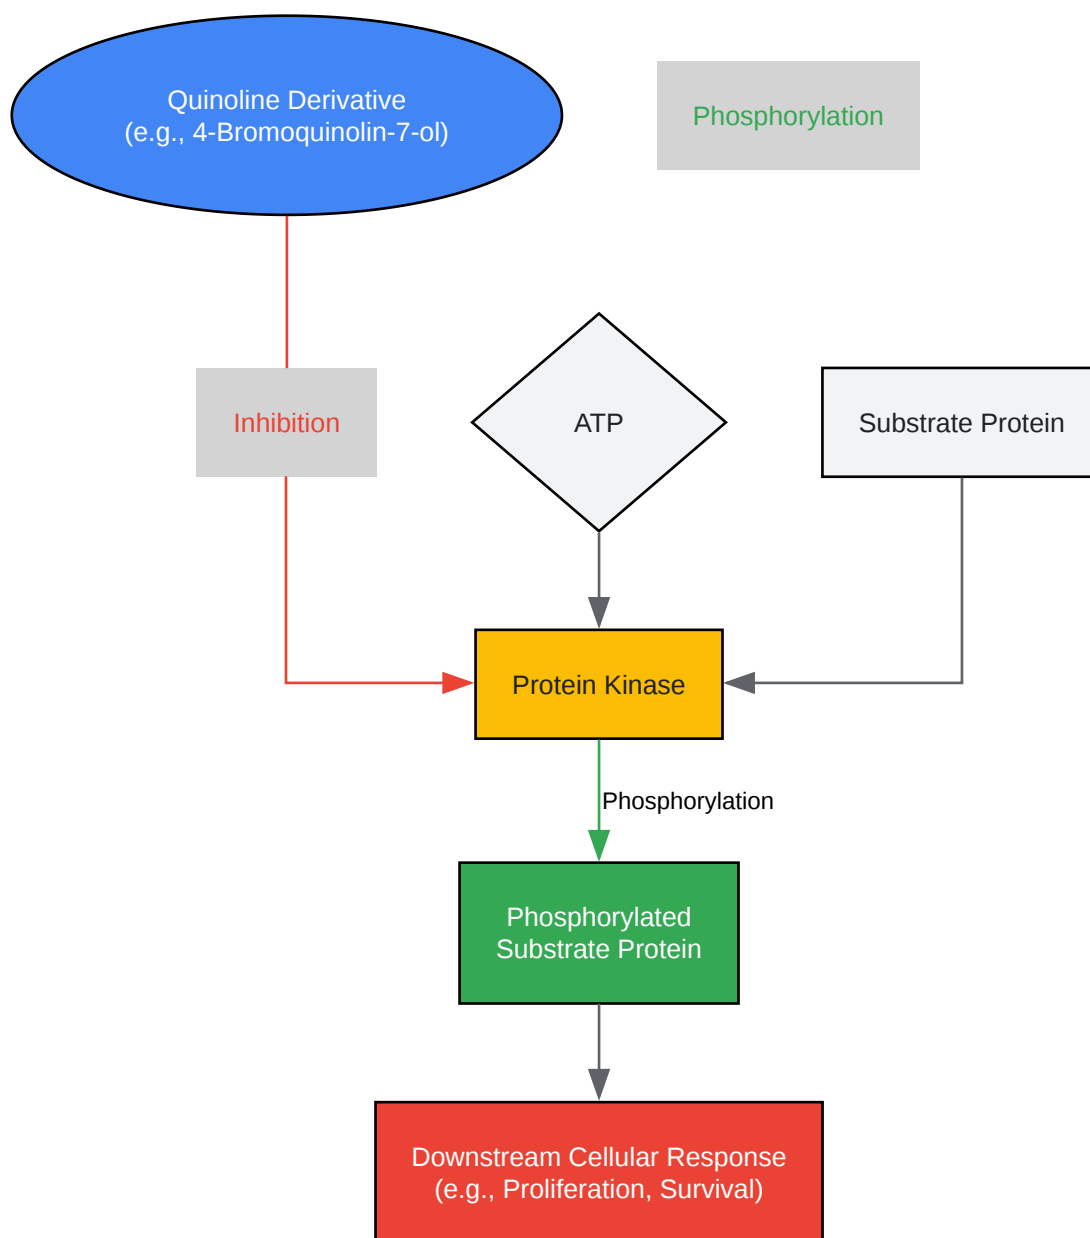 Quinoline Derivative
(e.g., 4-Bromoquinolin-7-ol)
Phosphorylation
Inhibition
ATP
Substrate Protein
Protein Kinase
Phosphorylation
Phosphorylated
Substrate Protein
Downstream Cellular Response
(e.g., Proliferation, Survival)